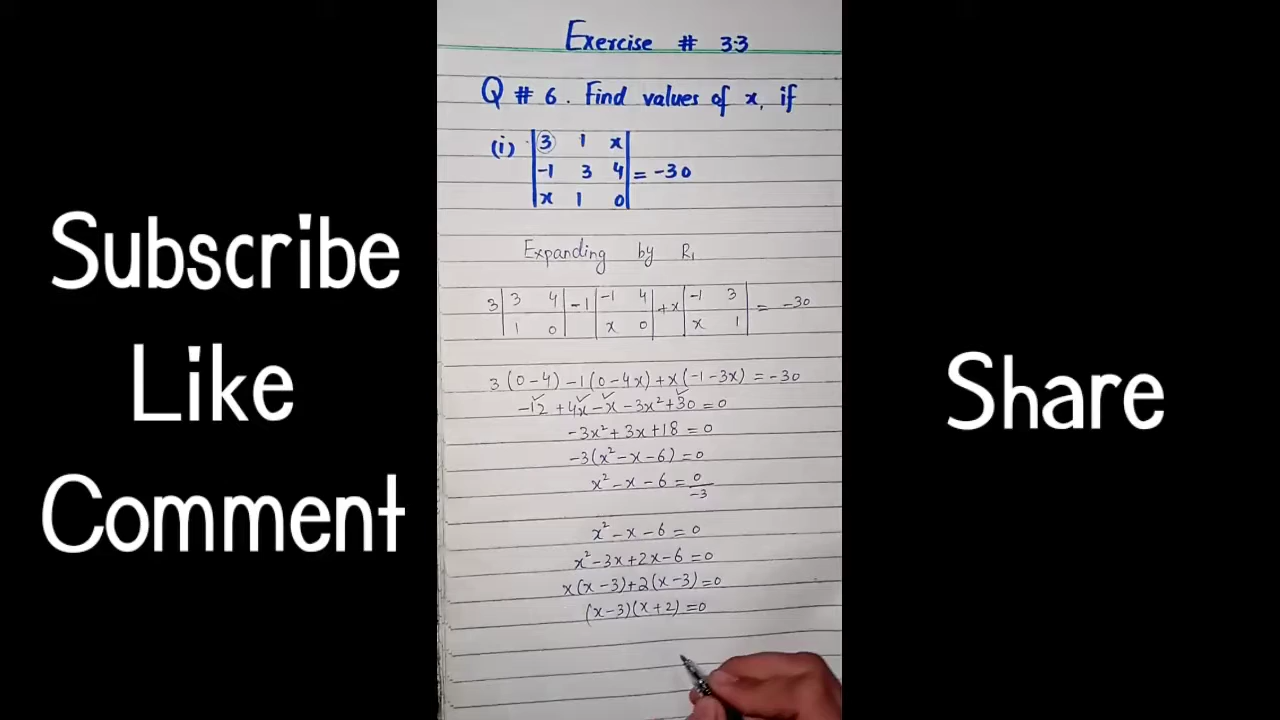 Subscribe
Like
Comment
Exercise # 3.3
Q # 6. Find values of x, if
(i) |3 1 x|
|-1 3 4| = -30
|x 1 0|
Expanding by R₁
3 |3 4| -1 |-1 4| +x |-1 3| = -30
|1 0| |x 0| |x 1|
3(0-4) -1(0-4x) +x(-1-3x) = -30
-12 +4x -x -3x² +30 = 0
-3x² +3x +18 = 0
-3(x² -x -6) = 0
x² -x -6 = 0/-3
x² -x -6 = 0
x² -3x +2x -6 = 0
x(x-3)+2(x-3) = 0
(x-3)(x+2) = 0
Share